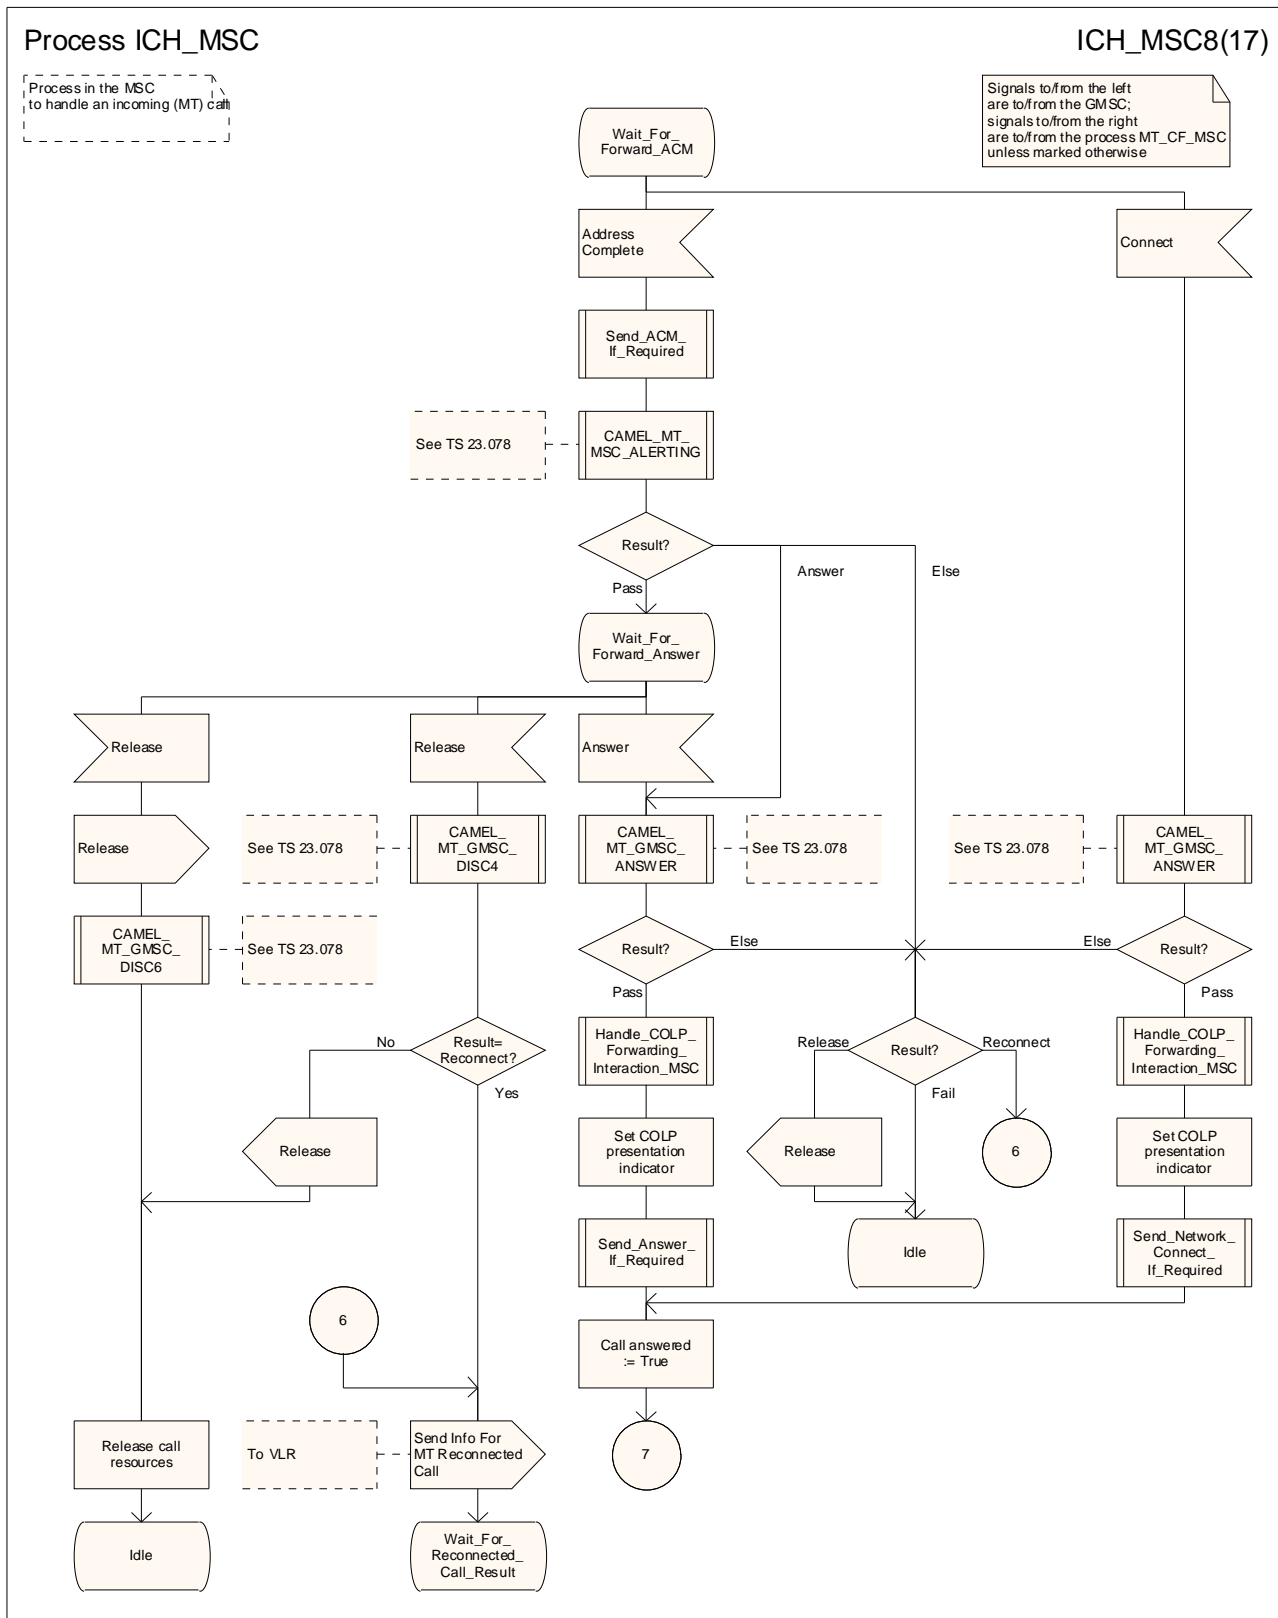 Process ICH_MSC
ICH_MSC8(17)
Process in the MSC
to handle an incoming (MT) call
Signals to/from the left
are to/from the GMSC;
signals to/from the right
are to/from the process MT_CF_MSC
unless marked otherwise
Wait_For_
Forward_ACM
Address
Complete
Connect
Send_ACM_
If_Required
See TS 23.078
CAMEL_MT_
MSC_ALERTING
Result?
Answer
Else
Pass
Wait_For_
Forward_Answer
Release
Release
Answer
Release
See TS 23.078
CAMEL_
MT_GMSC_
DISC4
CAMEL_
MT_GMSC_
ANSWER
See TS 23.078
See TS 23.078
CAMEL_
MT_GMSC_
ANSWER
CAMEL_
MT_GMSC_
DISC6
See TS 23.078
Result?
Else
Else
Result?
Pass
Pass
No
Result=
Reconnect?
Yes
Handle_COLP_
Forwarding_
Interaction_MSC
Release
Result?
Reconnect
Fail
Handle_COLP_
Forwarding_
Interaction_MSC
Release
Set COLP
presentation
indicator
Release
6
Set COLP
presentation
indicator
Send_Answer_
If_Required
Idle
Send_Network_
Connect_
If_Required
6
Call answered
:= True
Release call
resources
To VLR
Send Info For
MT Reconnected
Call
7
Idle
Wait_For_
Reconnected_
Call_Result